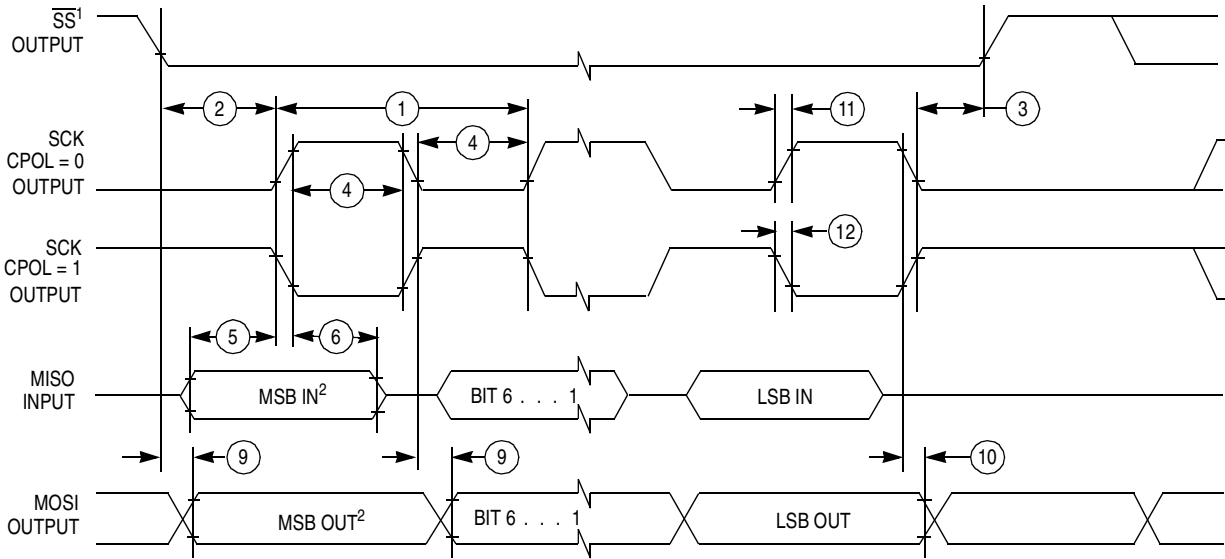 SS¹
OUTPUT
2
1
11
3
SCK
CPOL = 0
OUTPUT
4
4
SCK
CPOL = 1
OUTPUT
12
5
6
MISO
INPUT
MSB IN²
BIT 6 . . . 1
LSB IN
9
9
10
MOSI
OUTPUT
MSB OUT²
BIT 6 . . . 1
LSB OUT